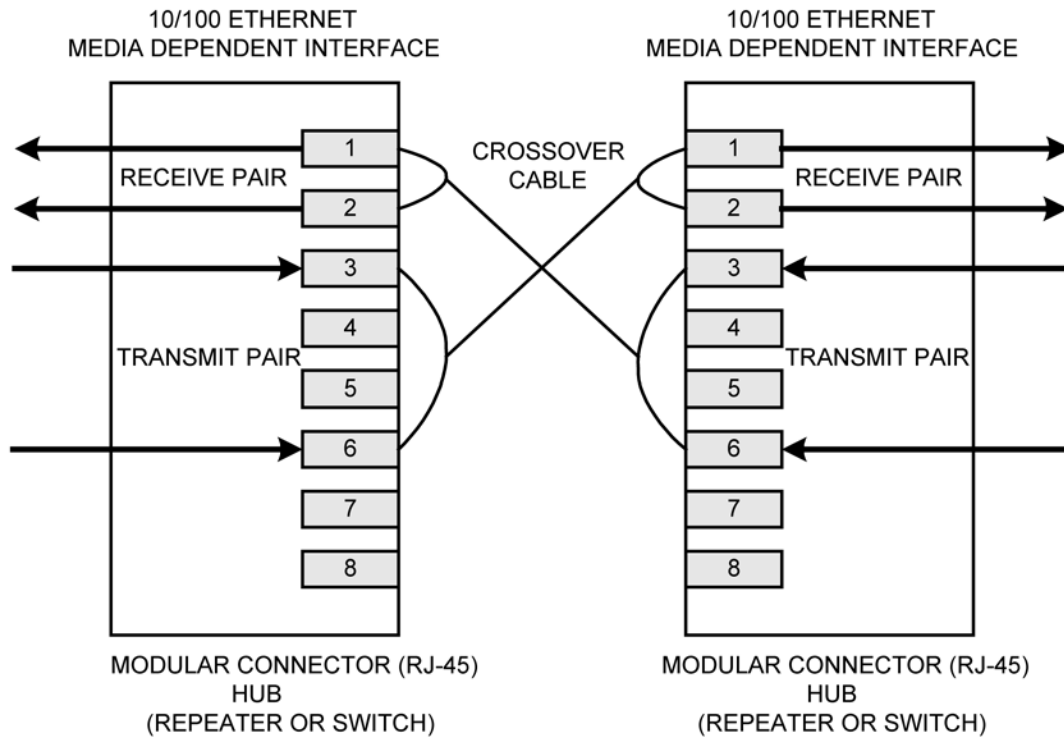 10/100 ETHERNET
MEDIA DEPENDENT INTERFACE
10/100 ETHERNET
MEDIA DEPENDENT INTERFACE
1
RECEIVE PAIR
2
3
4
TRANSMIT PAIR
5
6
7
8
CROSSOVER
CABLE
1
RECEIVE PAIR
2
3
4
TRANSMIT PAIR
5
6
7
8
MODULAR CONNECTOR (RJ-45)
HUB
(REPEATER OR SWITCH)
MODULAR CONNECTOR (RJ-45)
HUB
(REPEATER OR SWITCH)